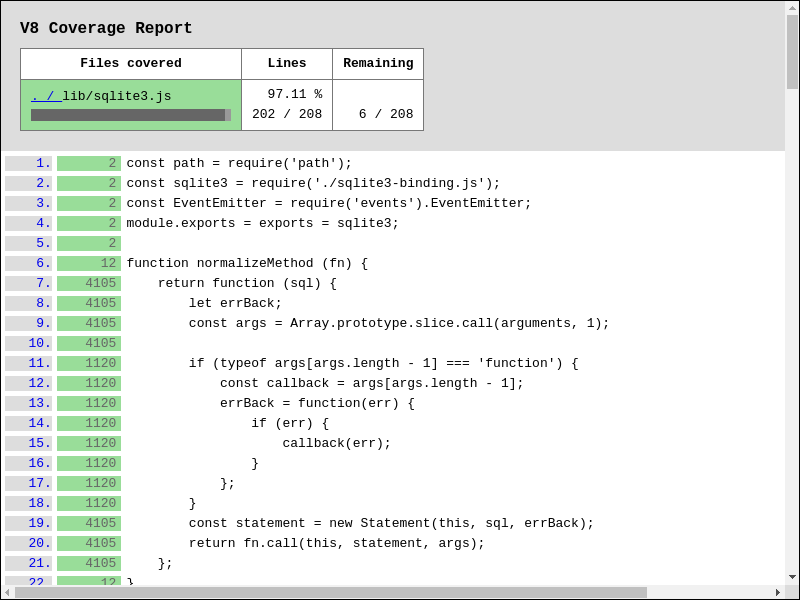 V8 Coverage Report
Files covered Lines Remaining
. / lib/sqlite3.js 97.11 %
202 / 208 6 / 208
1. 2 const path = require('path');
2. 2 const sqlite3 = require('./sqlite3-binding.js');
3. 2 const EventEmitter = require('events').EventEmitter;
4. 2 module.exports = exports = sqlite3;
5. 2
6. 12 function normalizeMethod (fn) {
7. 4105     return function (sql) {
8. 4105         let errBack;
9. 4105         const args = Array.prototype.slice.call(arguments, 1);
10. 4105
11. 1120         if (typeof args[args.length - 1] === 'function') {
12. 1120             const callback = args[args.length - 1];
13. 1120             errBack = function(err) {
14. 1120                 if (err) {
15. 1120                     callback(err);
16. 1120                 }
17. 1120             };
18. 1120         }
19. 4105         const statement = new Statement(this, sql, errBack);
20. 4105         return fn.call(this, statement, args);
21. 4105     };
22. 12 }